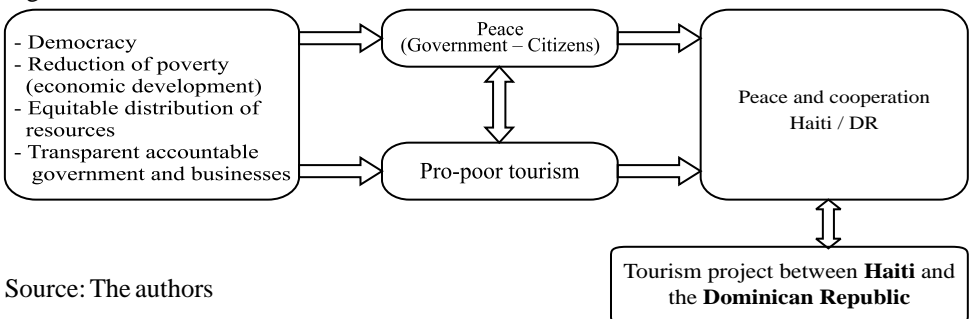 - Democracy
- Reduction of poverty
(economic development)
- Equitable distribution of
resources
- Transparent accountable
government and businesses
Peace
(Government – Citizens)
Pro-poor tourism
Peace and cooperation
Haiti / DR
Tourism project between Haiti and
the Dominican Republic
Source: The authors